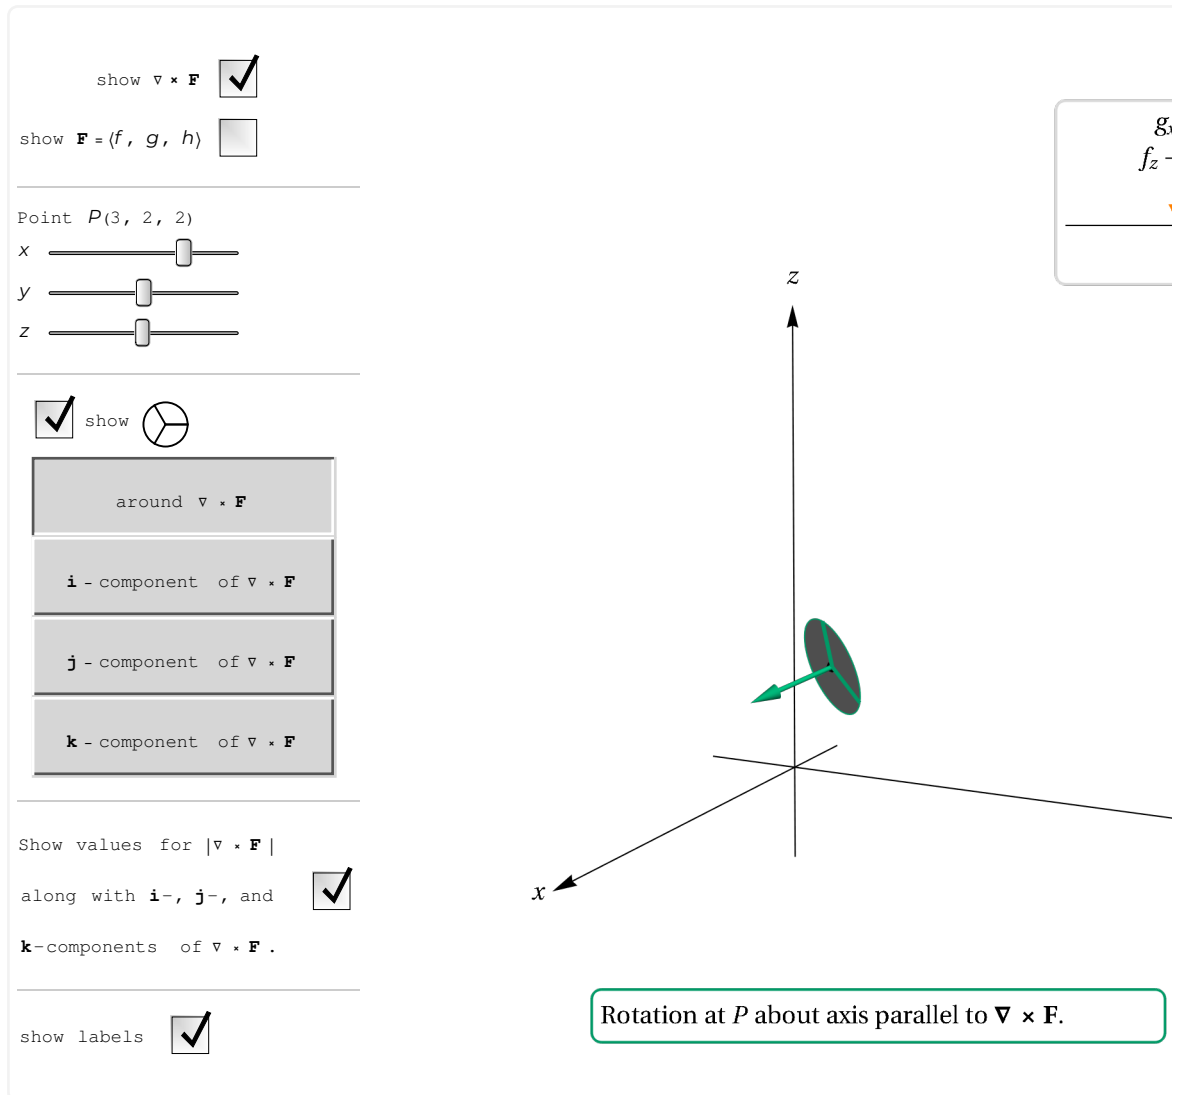 show ∇ × F
show F = ⟨f, g, h⟩
Point P(3, 2, 2)
x
y
z
show
around ∇ × F
i - component of ∇ × F
j - component of ∇ × F
k - component of ∇ × F
Show values for |∇ × F|
along with i-, j-, and
k-components of ∇ × F.
show labels
f_z -
z
x
Rotation at P about axis parallel to ∇ × F.